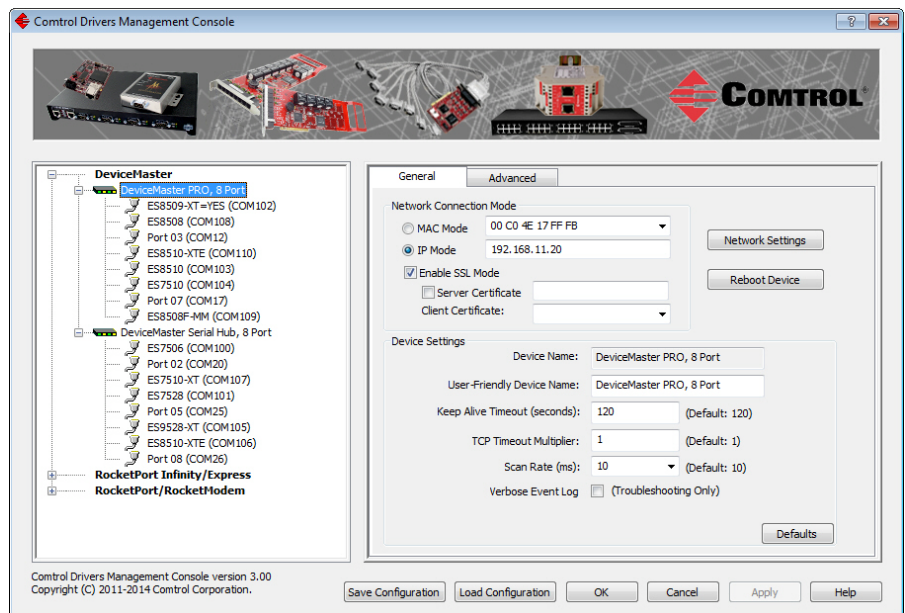 Comtrol Drivers Management Console
COMTROL
DeviceMaster
DeviceMaster PRO, 8 Port
ES8509-XT=YES (COM102)
ES8508 (COM108)
Port 03 (COM12)
ES8510-XTE (COM110)
ES8510 (COM103)
ES7510 (COM104)
Port 07 (COM17)
ES8508F-MM (COM109)
DeviceMaster Serial Hub, 8 Port
ES7506 (COM100)
Port 02 (COM20)
ES7510-XT (COM107)
ES7528 (COM101)
Port 05 (COM25)
ES9528-XT (COM105)
ES8510-XTE (COM106)
Port 08 (COM26)
RocketPort Infinity/Express
RocketPort/RocketModem
General Advanced
Network Connection Mode
MAC Mode 00 C0 4E 17 FF FB
IP Mode 192.168.11.20
Enable SSL Mode
Server Certificate
Client Certificate:
Network Settings
Reboot Device
Device Settings
Device Name: DeviceMaster PRO, 8 Port
User-Friendly Device Name: DeviceMaster PRO, 8 Port
Keep Alive Timeout (seconds): 120 (Default: 120)
TCP Timeout Multiplier: 1 (Default: 1)
Scan Rate (ms): 10 (Default: 10)
Verbose Event Log (Troubleshooting Only)
Defaults
Comtrol Drivers Management Console version 3.00
Copyright (C) 2011-2014 Comtrol Corporation.
Save Configuration Load Configuration OK Cancel Apply Help